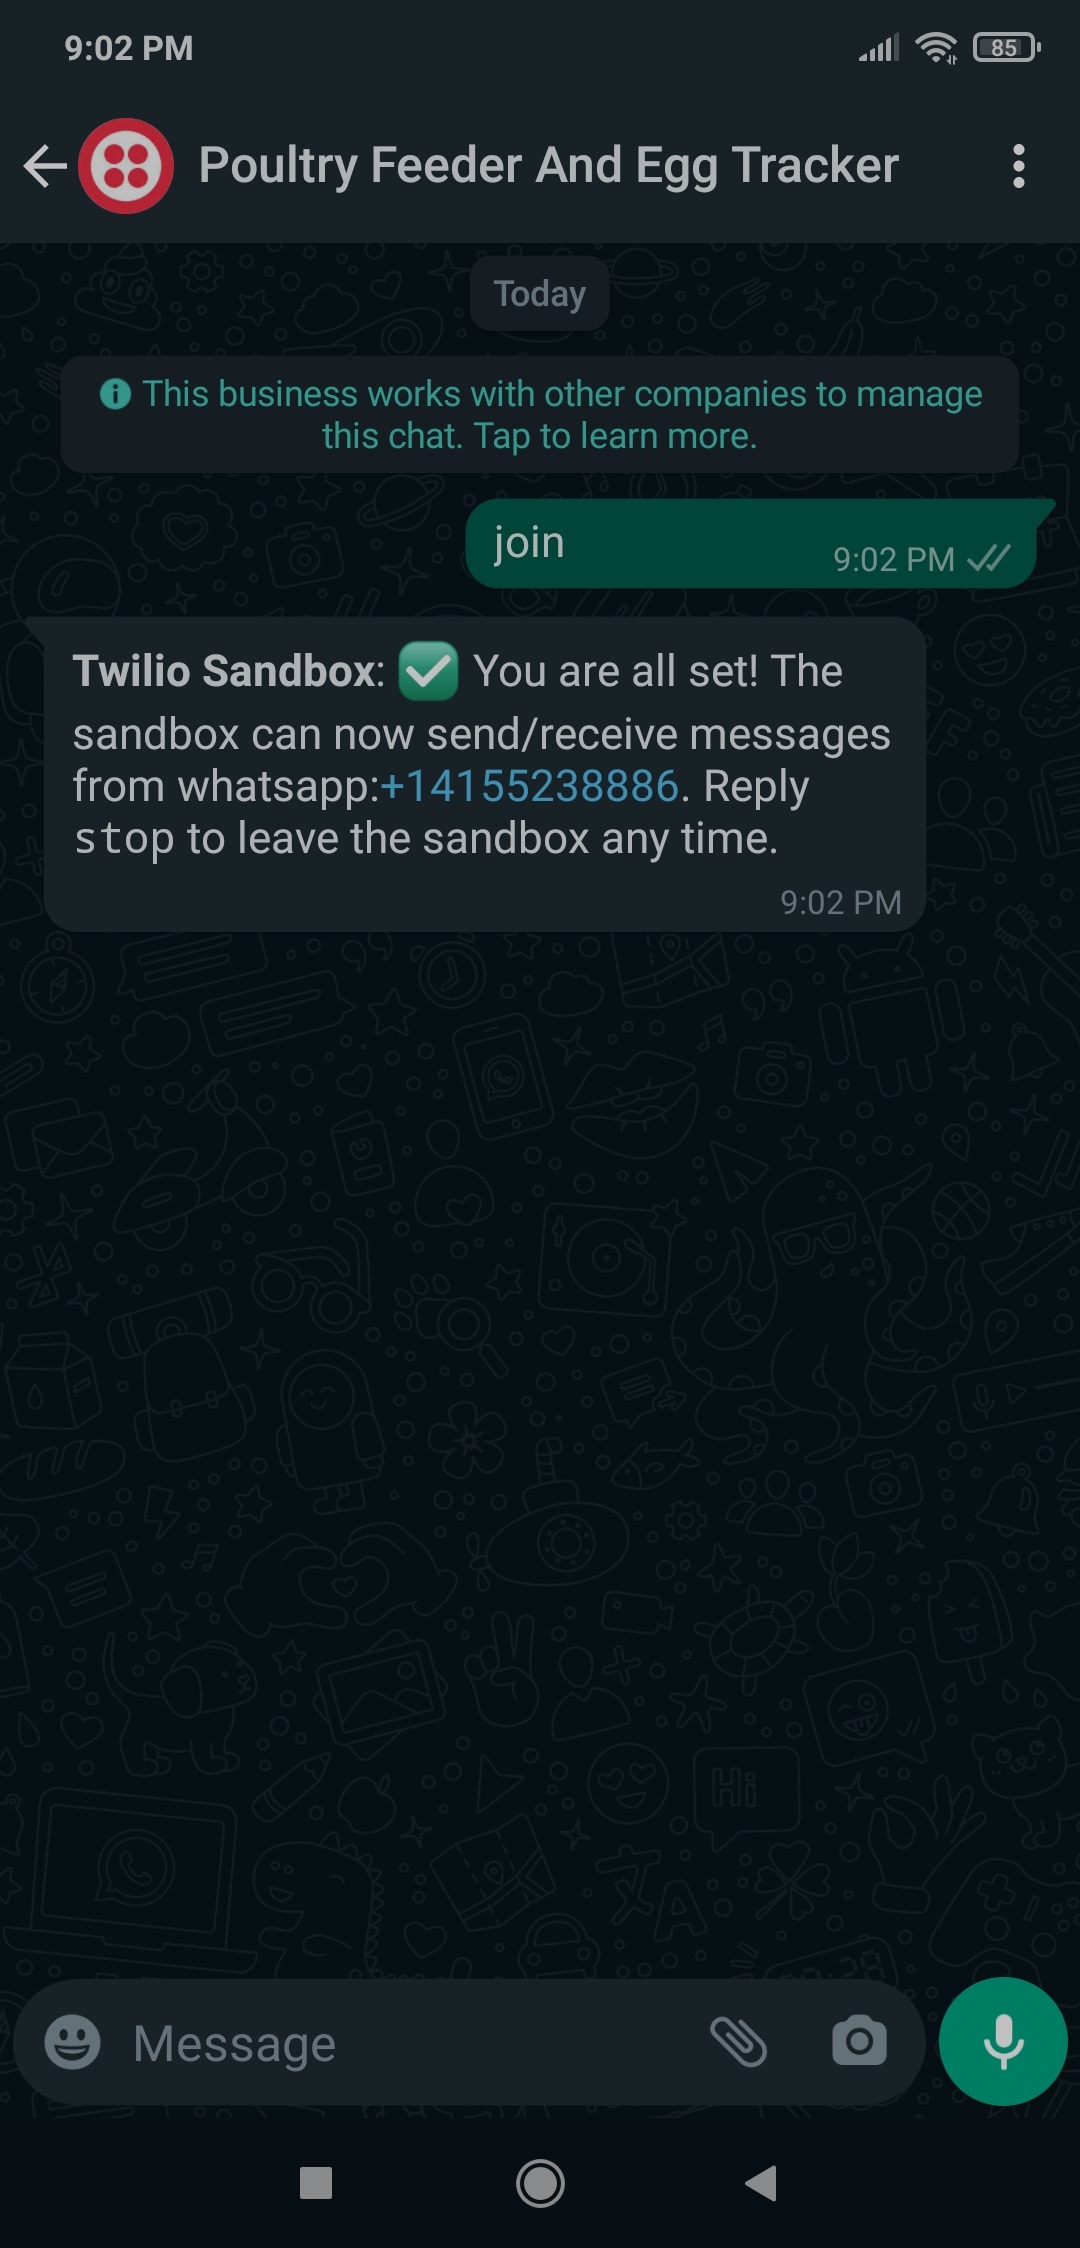 9:02 PM
85
Poultry Feeder And Egg Tracker
Today
This business works with other companies to manage
this chat. Tap to learn more.
join
9:02 PM
Twilio Sandbox: ✅ You are all set! The
sandbox can now send/receive messages
from whatsapp:+14155238886. Reply
stop to leave the sandbox any time.
9:02 PM
Hi
Message